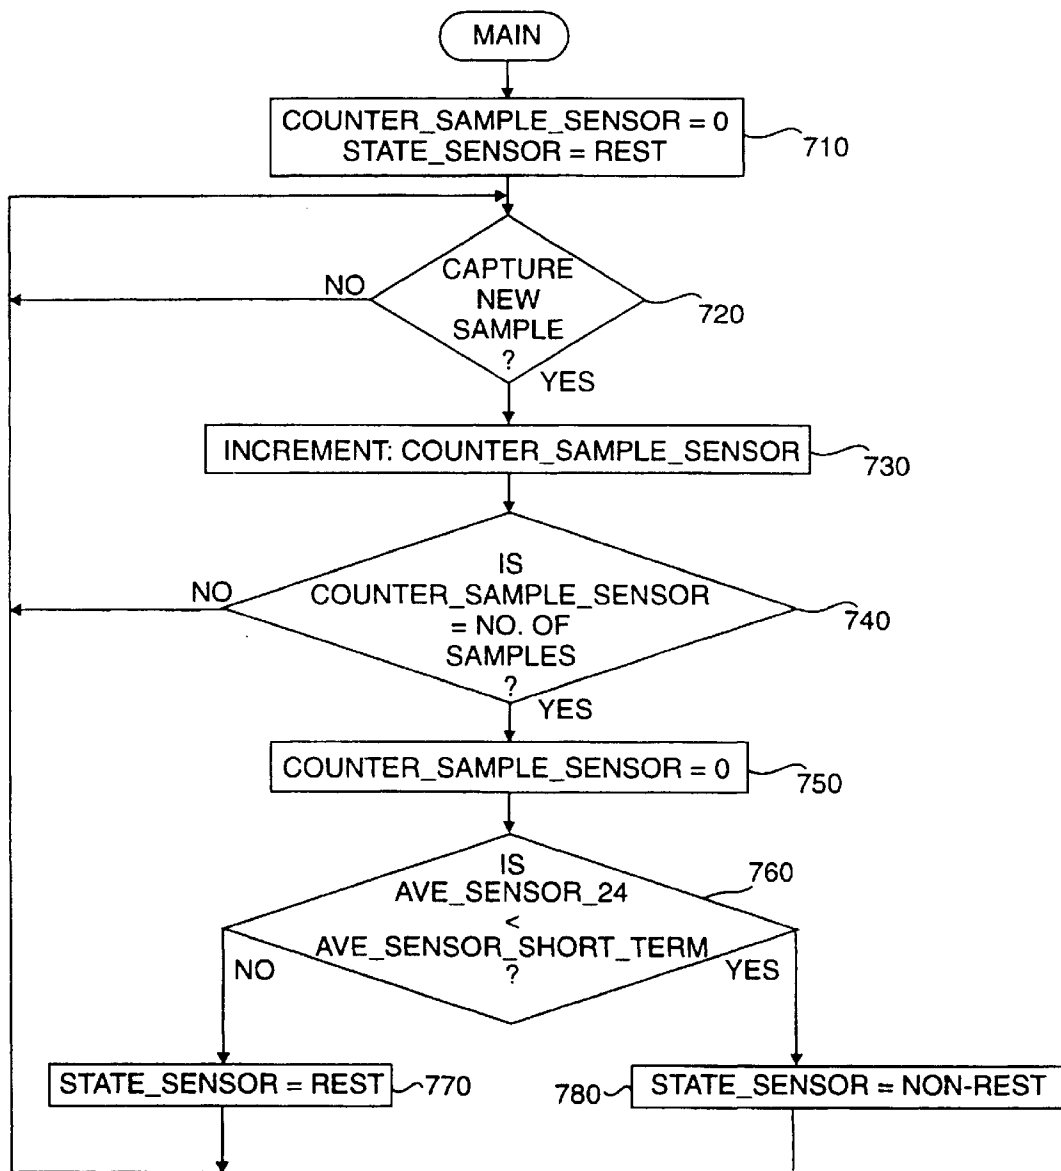 MAIN
COUNTER_SAMPLE_SENSOR = 0
STATE_SENSOR = REST
710
CAPTURE
NEW
SAMPLE
?
NO
720
YES
INCREMENT: COUNTER_SAMPLE_SENSOR
730
IS
COUNTER_SAMPLE_SENSOR
= NO. OF
SAMPLES
?
NO
740
YES
COUNTER_SAMPLE_SENSOR = 0
750
IS
AVE_SENSOR_24
<
AVE_SENSOR_SHORT_TERM
?
760
NO
YES
STATE_SENSOR = REST
770
780
STATE_SENSOR = NON-REST